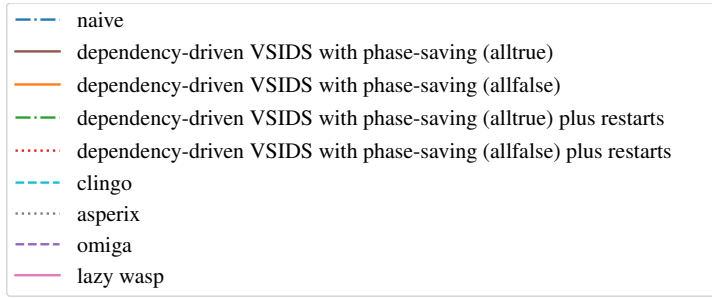 naive
dependency-driven VSIDS with phase-saving (alltrue)
dependency-driven VSIDS with phase-saving (allfalse)
dependency-driven VSIDS with phase-saving (alltrue) plus restarts
dependency-driven VSIDS with phase-saving (allfalse) plus restarts
clingo
asperix
omiga
lazy wasp